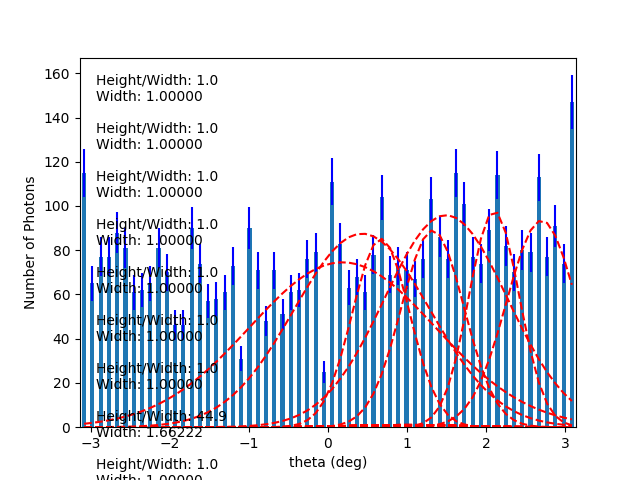 Height/Width: 1.0
Width: 1.00000
Height/Width: 1.0
Width: 1.00000
Height/Width: 1.0
Width: 1.00000
Height/Width: 1.0
Width: 1.00000
Height/Width: 1.0
Width: 1.00000
Height/Width: 1.0
Width: 1.00000
Height/Width: 1.0
Width: 1.00000
Height/Width: 44.9
Width: 1.66222
Height/Width: 1.0
Width: 1.00000
160
140
120
100
80
60
40
20
0
Number of Photons
−3 −2 −1 0 1 2 3
theta (deg)